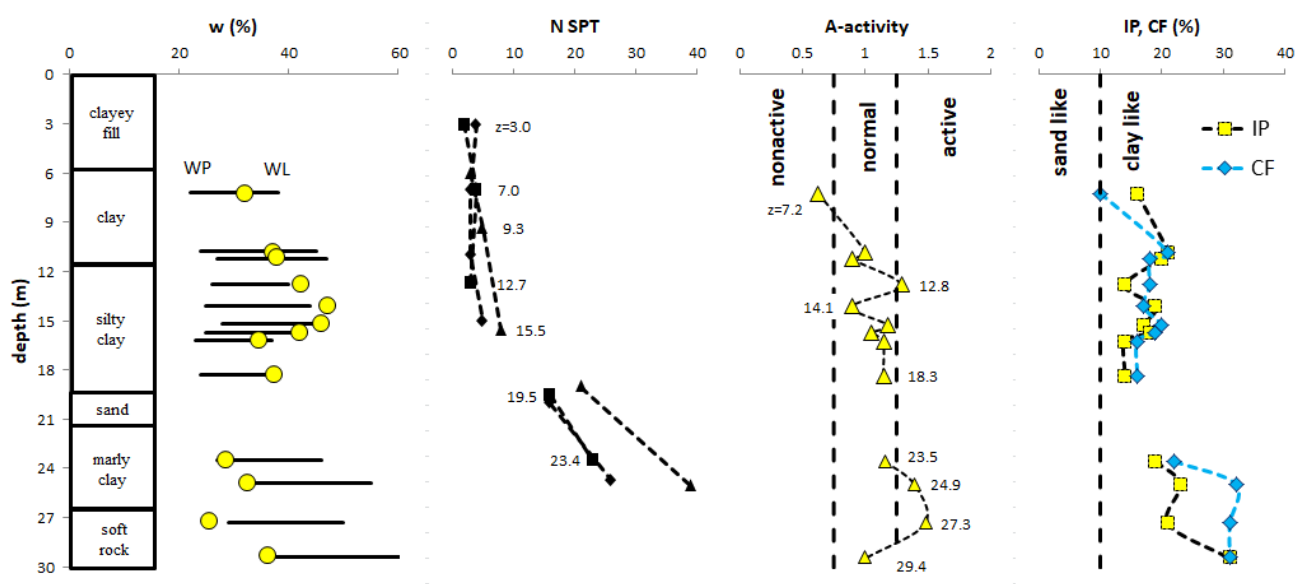 w (%)
N SPT
A-activity
IP, CF (%)
0 20 40 60
0 10 20 30 40
0 0.5 1 1.5 2
0 10 20 30 40
depth (m)
0
3
6
9
12
15
18
21
24
27
30
clayey
fill
clay
silty
clay
sand
marly
clay
soft
rock
WP WL
z=3.0
7.0
9.3
12.7
15.5
19.5
23.4
nonactive
normal
active
z=7.2
12.8
14.1
18.3
23.5
24.9
27.3
29.4
sand like
clay like
IP
CF